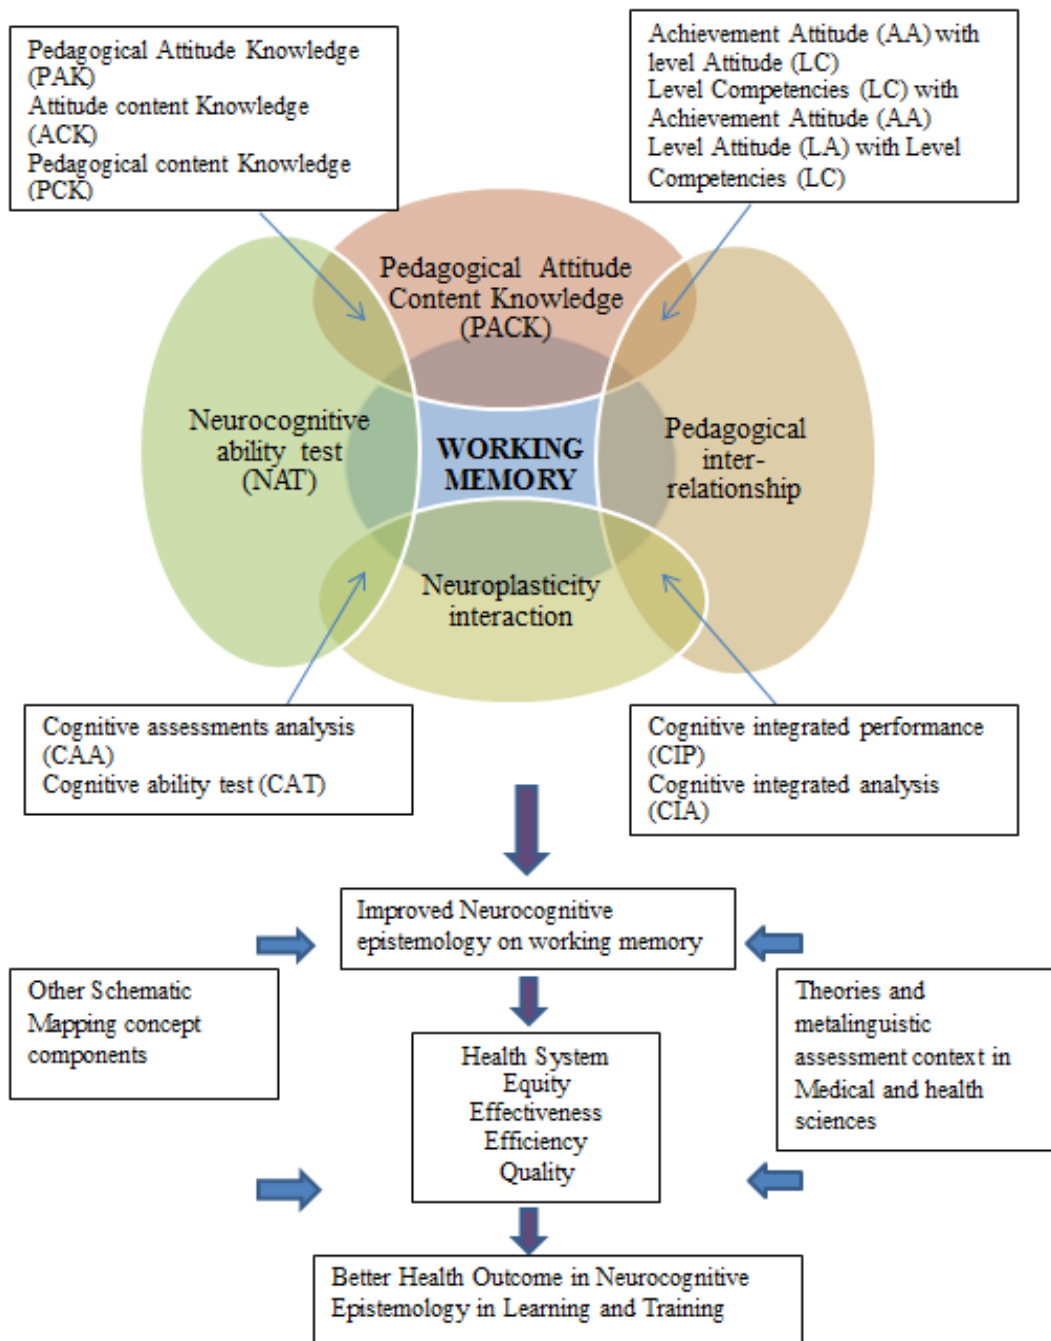 Pedagogical Attitude Knowledge
(PAK)
Attitude content Knowledge
(ACK)
Pedagogical content Knowledge
(PCK)
Achievement Attitude (AA) with
level Attitude (LC)
Level Competencies (LC) with
Achievement Attitude (AA)
Level Attitude (LA) with Level
Competencies (LC)
Pedagogical Attitude
Content Knowledge
(PACK)
Neurocognitive
ability test
(NAT)
WORKING
MEMORY
Pedagogical
inter-
relationship
Neuroplasticity
interaction
Cognitive assessments analysis
(CAA)
Cognitive ability test (CAT)
Cognitive integrated performance
(CIP)
Cognitive integrated analysis
(CIA)
Improved Neurocognitive
epistemology on working memory
Other Schematic
Mapping concept
components
Theories and
metalinguistic
assessment context in
Medical and health
sciences
Health System
Equity
Effectiveness
Efficiency
Quality
Better Health Outcome in Neurocognitive
Epistemology in Learning and Training